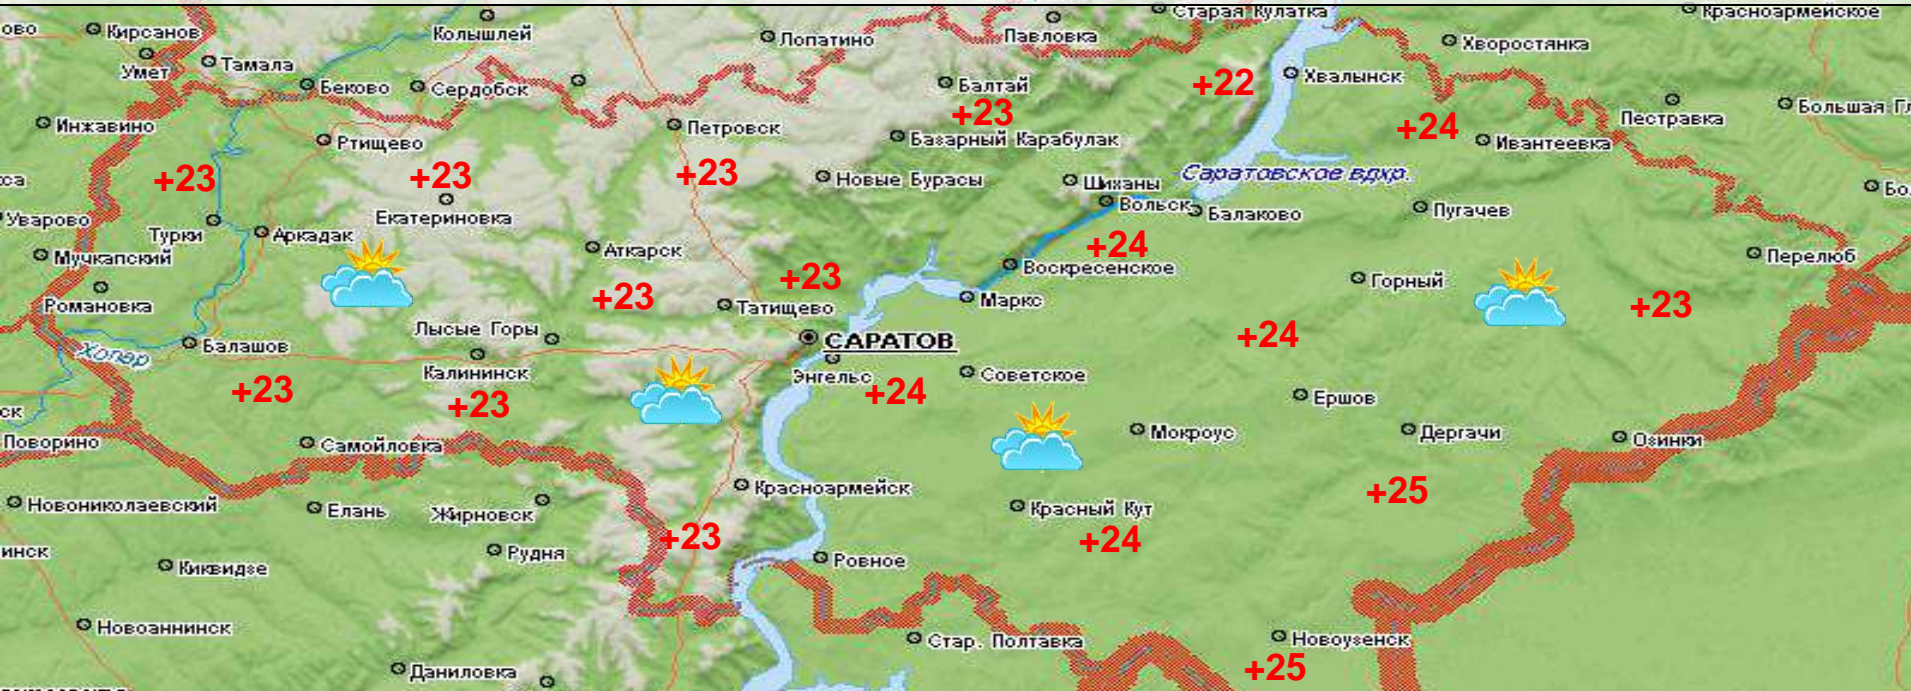 Старая Кулатка
Красноармейское
ово
Кирсанов
Колышлей
Лопатино
Павловка
Хворостянка
Умет
Тамала
Беково
Сердобск
Балтай
+22
Хвалынск
Пестравка
+23
Инжавино
Ртищево
Петровск
Базарный Карабулак
+24
Ивантеевка
+23
+23
+23
Новые Бурасы
Шиханы
Саратовское вдхр.
Уварово
Екатериновка
Вольск
Балаково
Пугачев
Турки
Аркадак
Аткарск
+24
Мучкапский
Воскресенское
Перелюб
Горный
+23
Романовка
+23
Татищево
Маркс
+23
Лысые Горы
САРАТОВ
+24
Хопер
Балашов
Калининск
Энгельс
Советское
+23
+23
+24
Ершов
Поворино
Самойловка
Мокроус
Дергачи
Озинки
Красноармейск
+25
Новониколаевский
Елань
Жирновск
Красный Кут
+23
+24
инск
Рудня
Киквидзе
Ровное
Новоаннинск
Стар. Полтавка
Новоузенск
Даниловка
+25